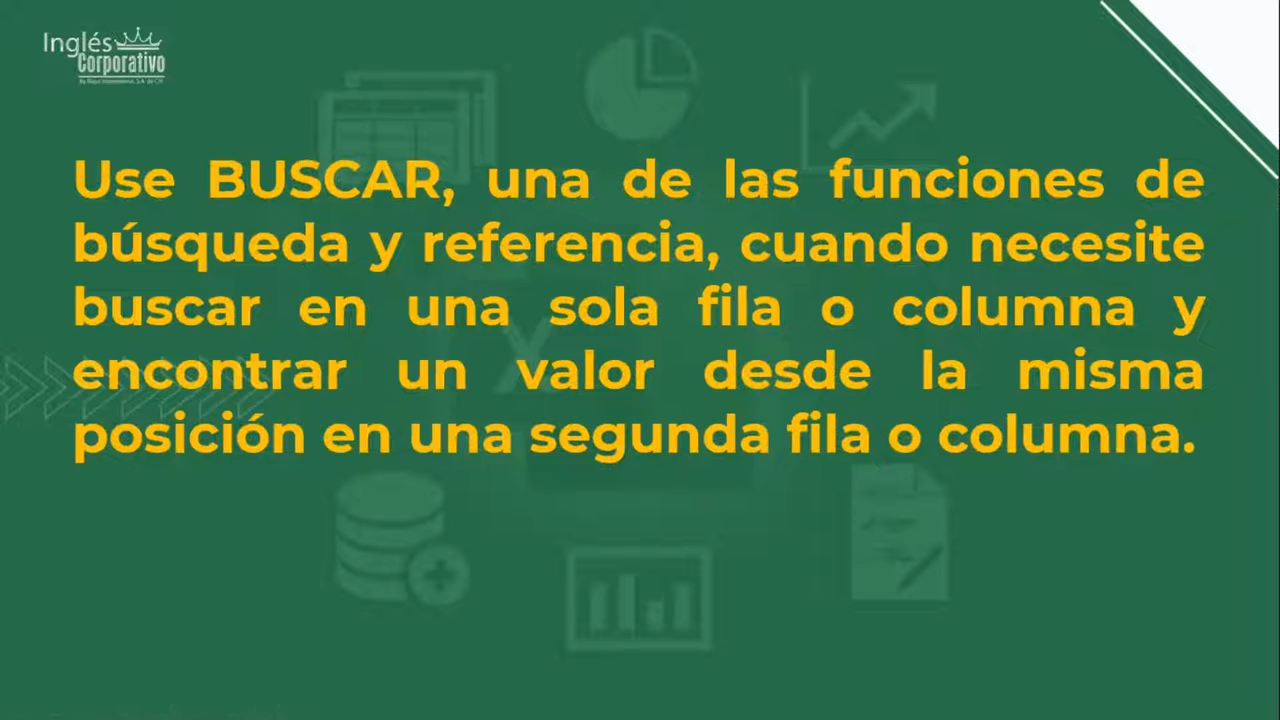 Inglés
Corporativo
Use BUSCAR, una de las funciones de
búsqueda y referencia, cuando necesite
buscar en una sola fila o columna y
encontrar un valor desde la misma
posición en una segunda fila o columna.